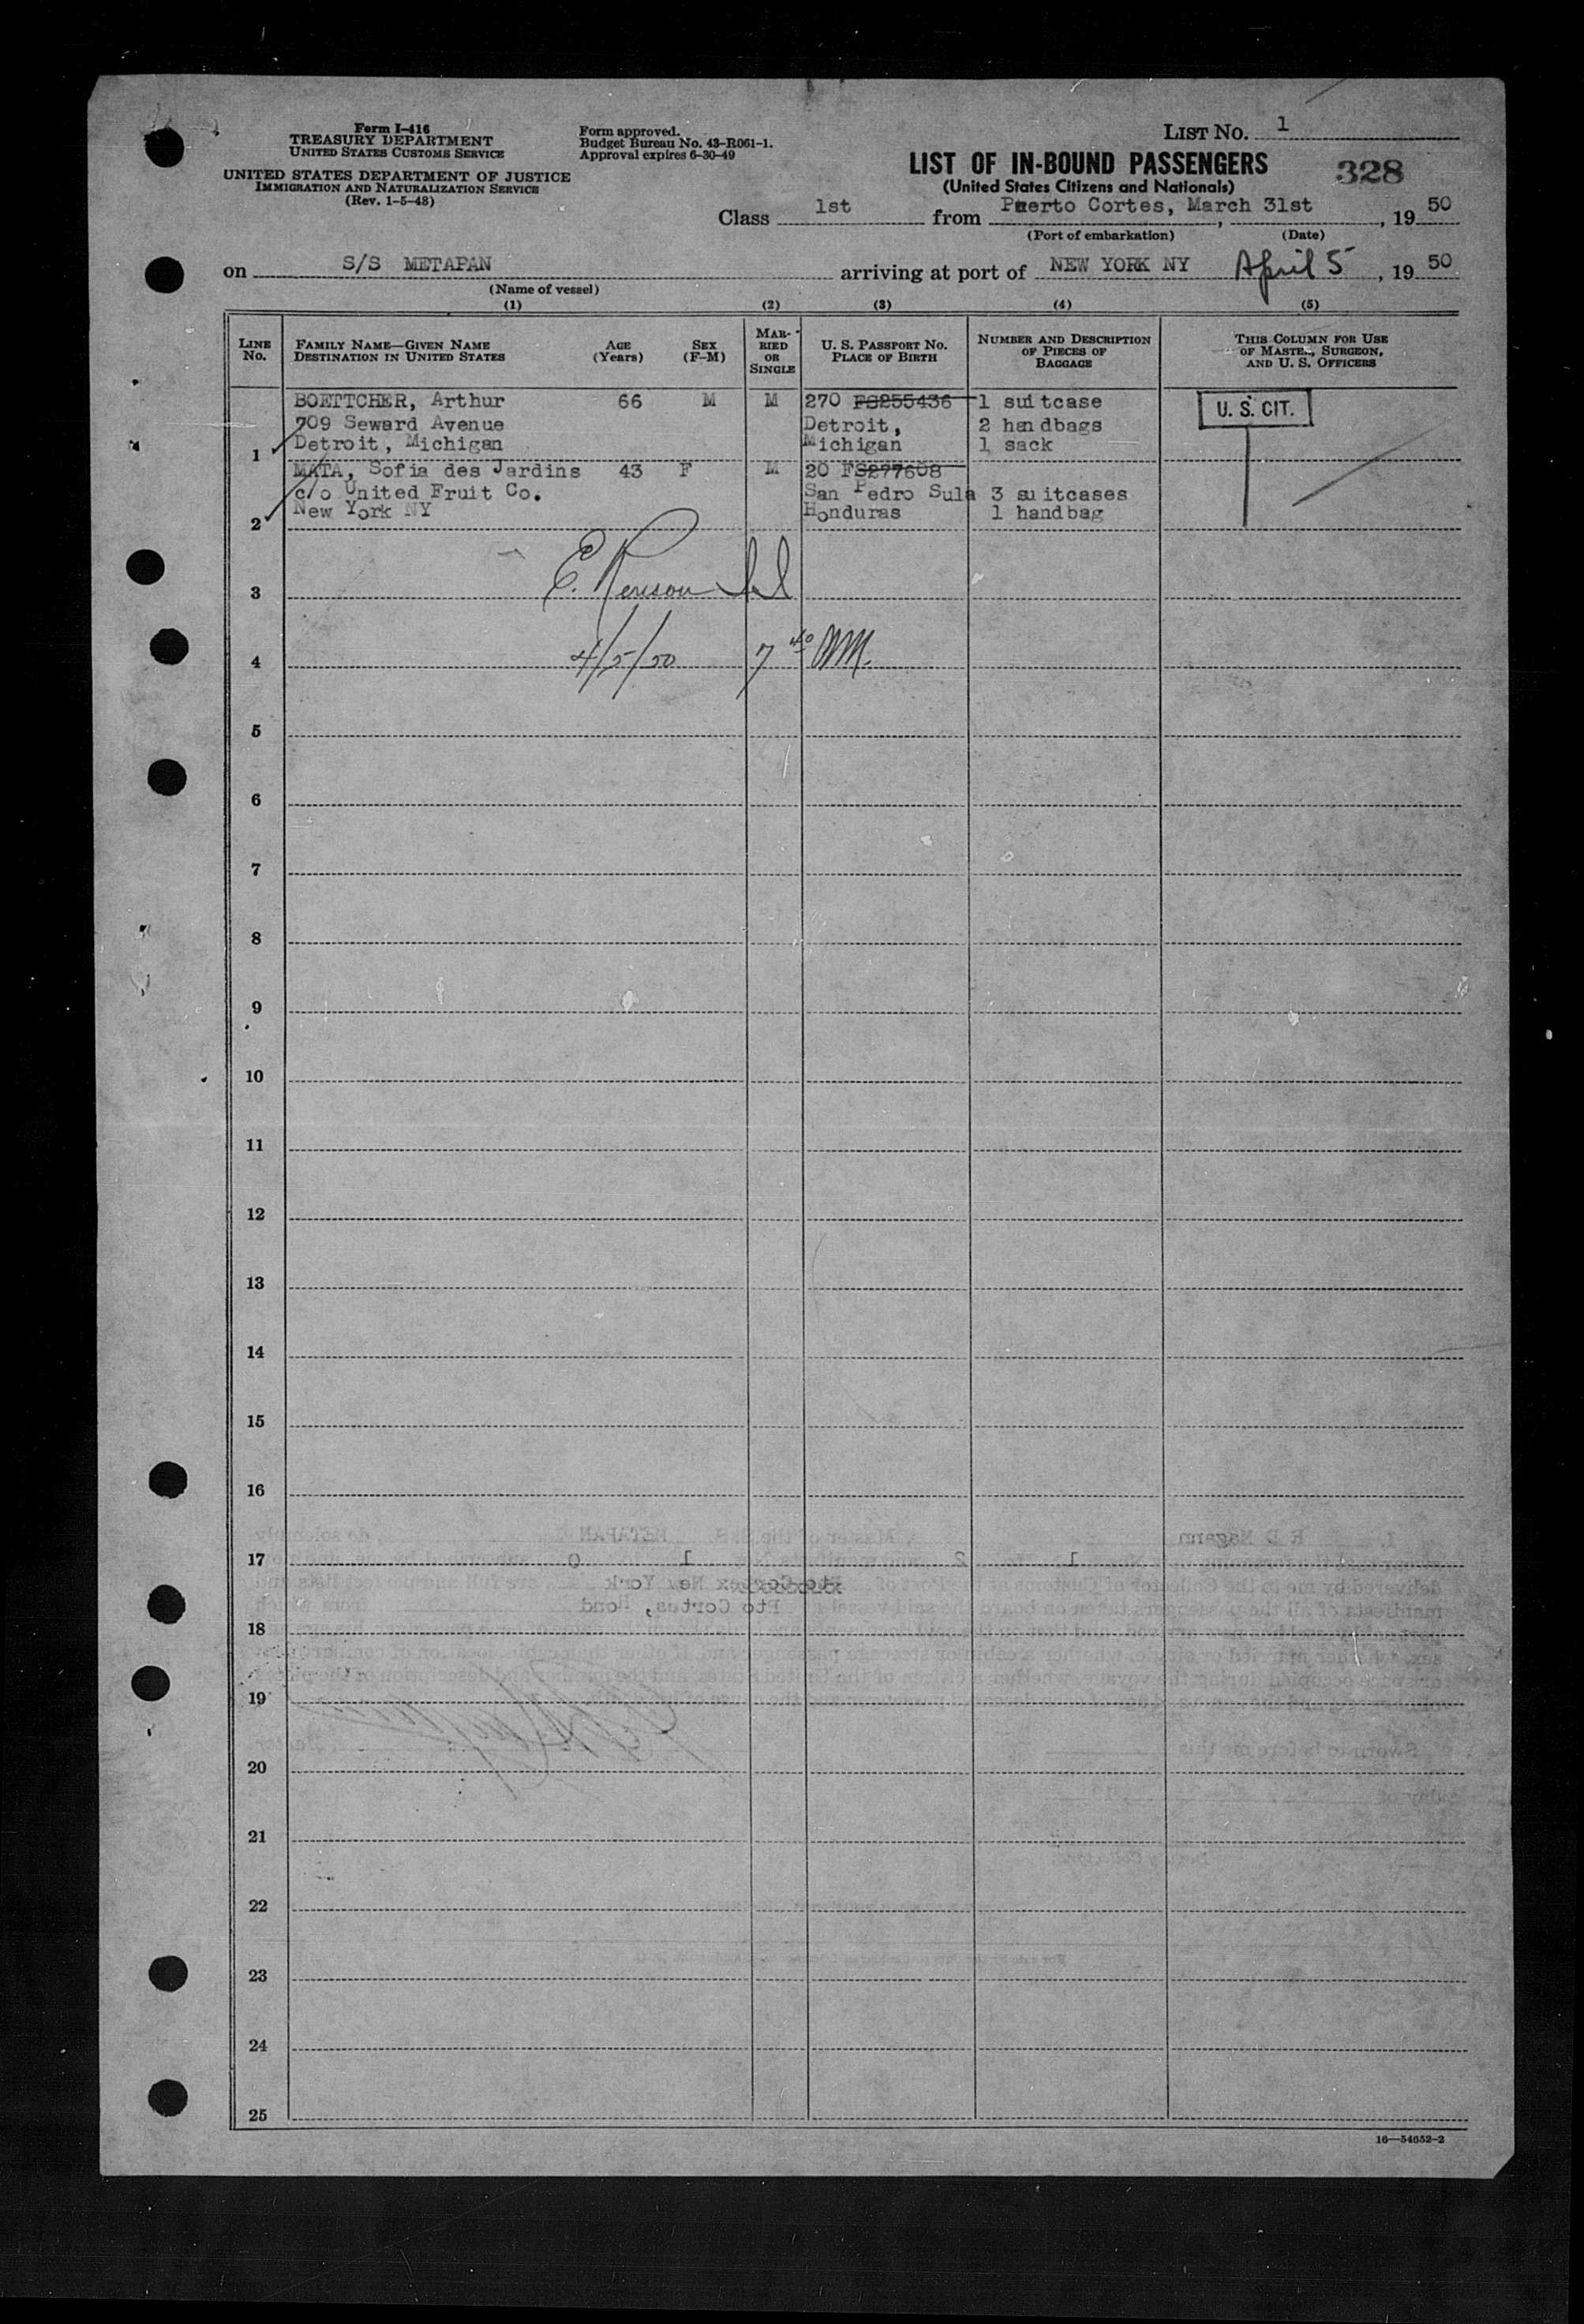 Form I-416
TREASURY DEPARTMENT
UNITED STATES CUSTOMS SERVICE
UNITED STATES DEPARTMENT OF JUSTICE
IMMIGRATION AND NATURALIZATION SERVICE
(Rev. 1-5-48)
Form approved.
Budget Bureau No. 43-R061-1.
Approval expires 6-30-49
LIST NO. 1
LIST OF IN-BOUND PASSENGERS
328
(United States Citizens and Nationals)
Class 1st from Puerto Cortes, March 31st, 19 50
(Port of embarkation) (Date)
on S/S METAPAN arriving at port of NEW YORK NY April 5, 19 50
(Name of vessel)
(1) (2) (3) (4) (5)
LINE NO.
FAMILY NAME—GIVEN NAME
DESTINATION IN UNITED STATES
AGE
(Years)
SEX
(F-M)
MAR-
RIED
OR
SINGLE
U. S. PASSPORT NO.
PLACE OF BIRTH
NUMBER AND DESCRIPTION
OF PIECES OF
BAGGAGE
THIS COLUMN FOR USE
OF MASTER, SURGEON,
AND U. S. OFFICERS
BOETTCHER, Arthur 66 M M 270 FS255436 1 suitcase U. S. CIT.
709 Seward Avenue Detroit, 2 handbags
1 Detroit, Michigan Michigan 1 sack
MATA, Sofia des Jardins 43 F M 20 FS277608
c/o United Fruit Co. San Pedro Sula 3 suitcases
2 New York NY Honduras 1 handbag
3 E.
4 4/5/50 7 40 AM.
5
6
7
8
9
10
11
12
13
14
15
16
17
18
19
20
21
22
23
24
25
16—54652-2